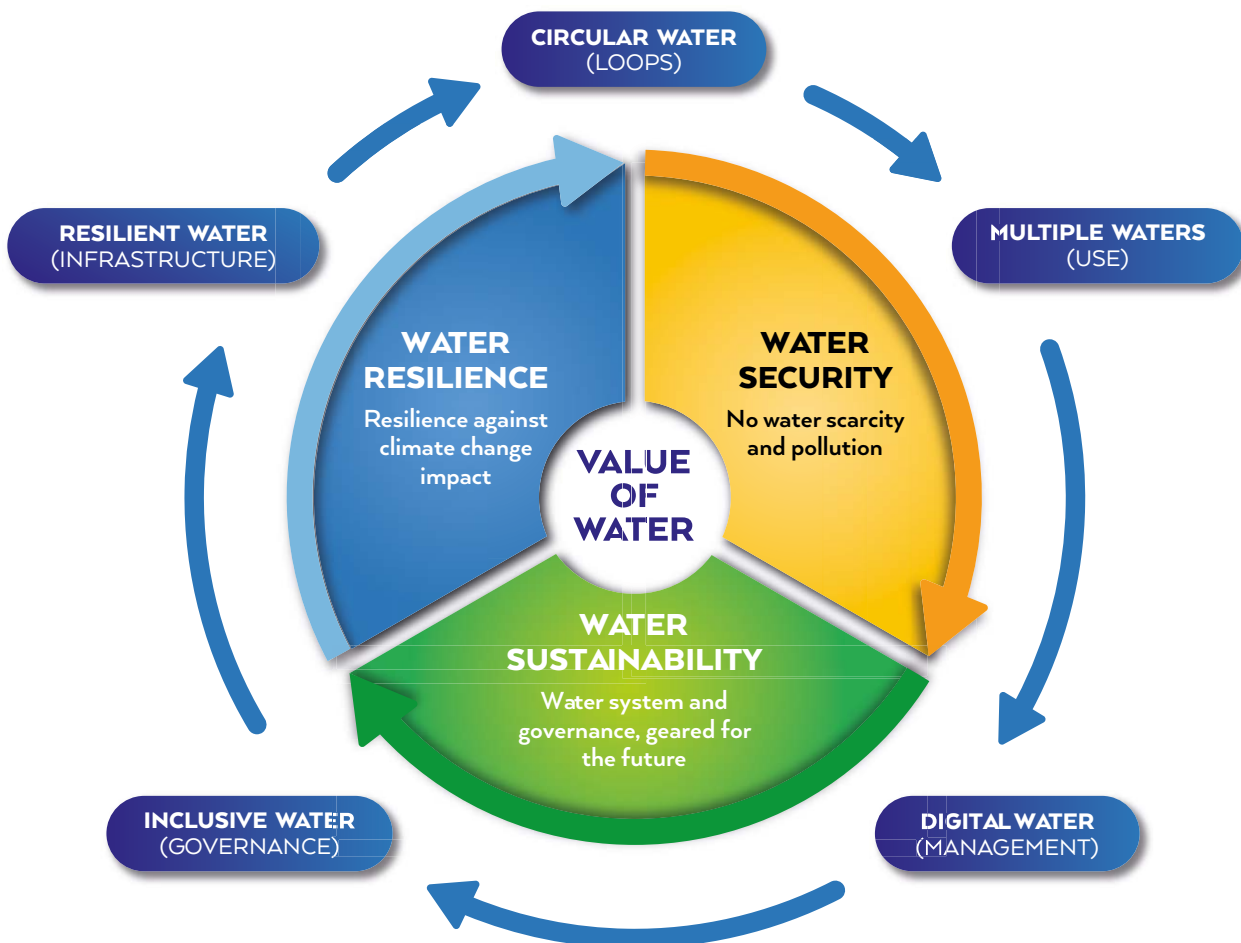 CIRCULAR WATER
(LOOPS)
RESILIENT WATER
(INFRASTRUCTURE)
MULTIPLE WATERS
(USE)
WATER
RESILIENCE
Resilience against
climate change
impact
WATER
SECURITY
No water scarcity
and pollution
VALUE
OF
WATER
WATER
SUSTAINABILITY
Water system and
governance, geared for
the future
INCLUSIVE WATER
(GOVERNANCE)
DIGITAL WATER
(MANAGEMENT)